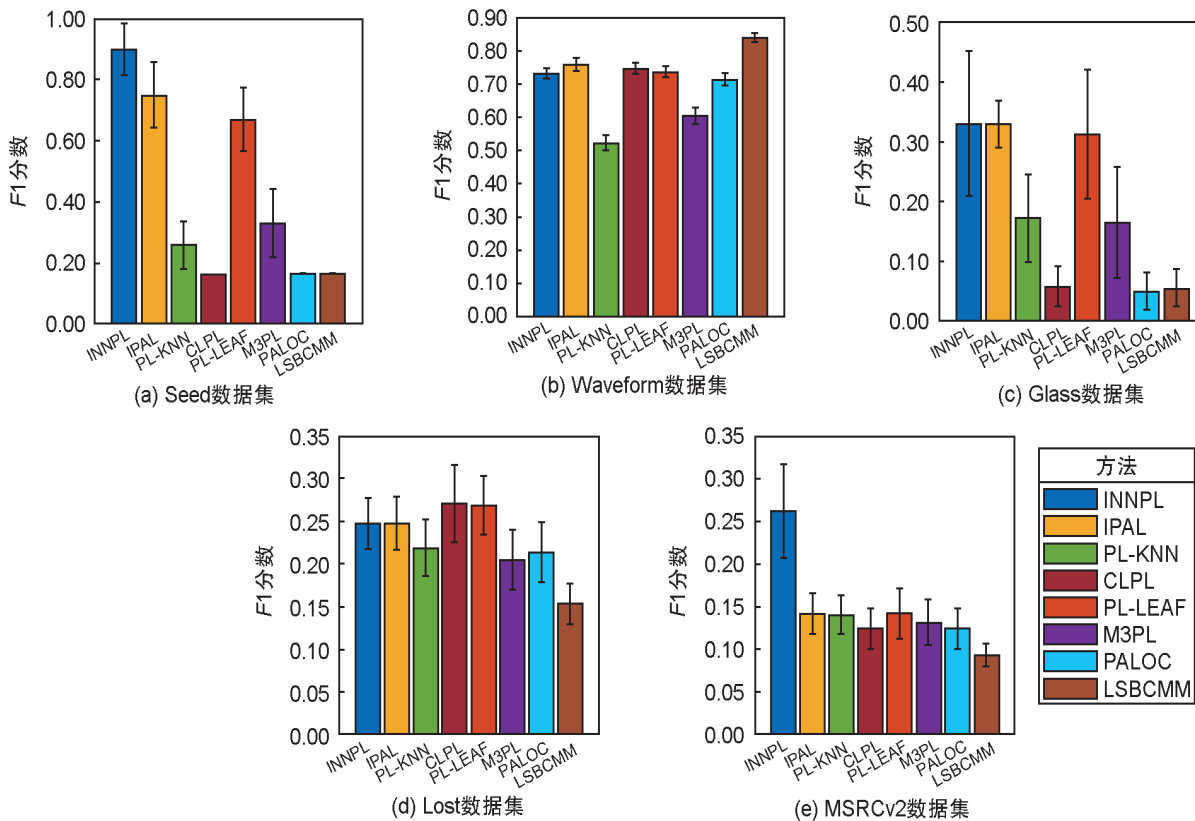 1.00
0.80
0.60
0.40
0.20
0.00
F1分数
INNPL
IPAL
PL-KNN
CLPL
PL-LEAF
M3PL
PALOC
LSBCMM
(a) Seed数据集
0.90
0.80
0.70
0.60
0.50
0.40
0.30
0.20
0.10
0.00
F1分数
INNPL
IPAL
PL-KNN
CLPL
PL-LEAF
M3PL
PALOC
LSBCMM
(b) Waveform数据集
0.50
0.40
0.30
0.20
0.10
0.00
F1分数
INNPL
IPAL
PL-KNN
CLPL
PL-LEAF
M3PL
PALOC
LSBCMM
(c) Glass数据集
0.35
0.30
0.25
0.20
0.15
0.10
0.05
0.00
F1分数
INNPL
IPAL
PL-KNN
CLPL
PL-LEAF
M3PL
PALOC
LSBCMM
(d) Lost数据集
0.35
0.30
0.25
0.20
0.15
0.10
0.05
0.00
F1分数
INNPL
IPAL
PL-KNN
CLPL
PL-LEAF
M3PL
PALOC
LSBCMM
(e) MSRCv2数据集
方法
INNPL
IPAL
PL-KNN
CLPL
PL-LEAF
M3PL
PALOC
LSBCMM